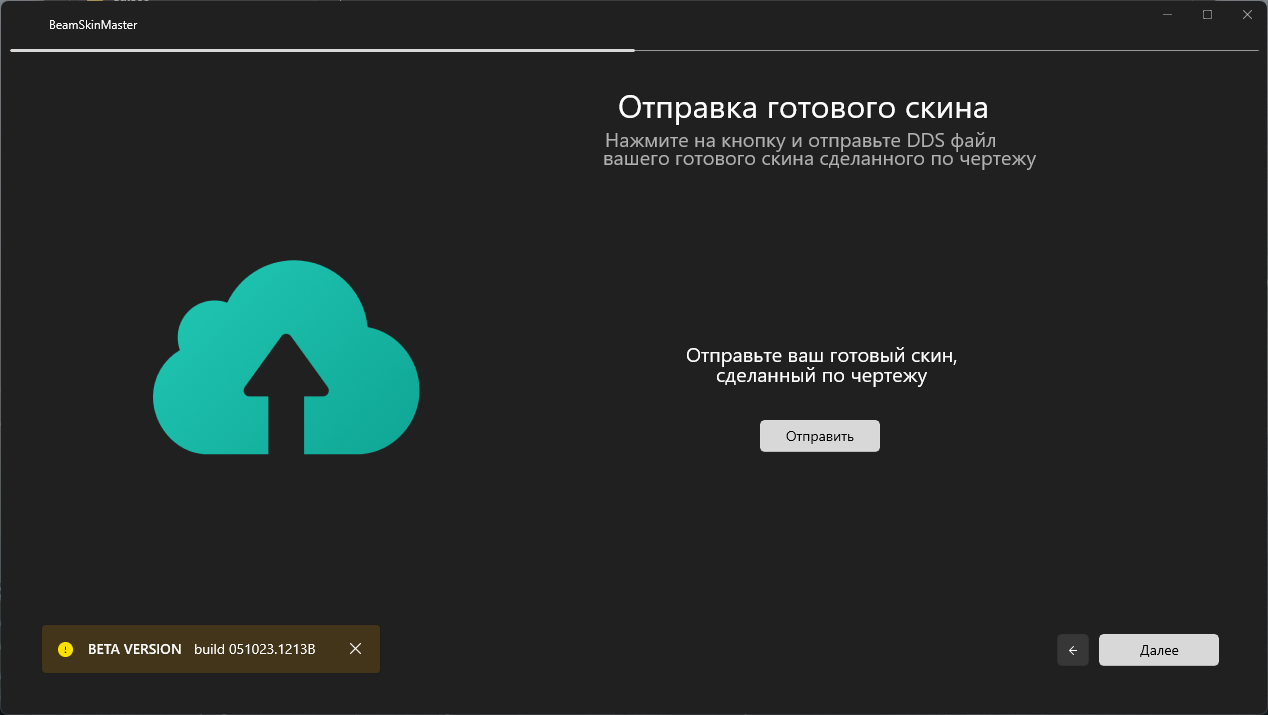 BeamSkinMaster
Отправка готового скина
Нажмите на кнопку и отправьте DDS файл
вашего готового скина сделанного по чертежу
Отправьте ваш готовый скин,
сделанный по чертежу
Отправить
BETA VERSION build 051023.1213B
Далее